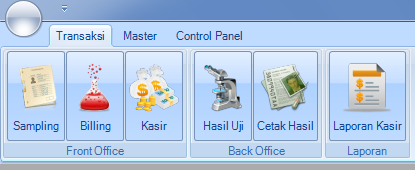 Transaksi Master Control Panel
Sampling Billing Kasir Hasil Uji Cetak Hasil Laporan Kasir
Front Office Back Office Laporan